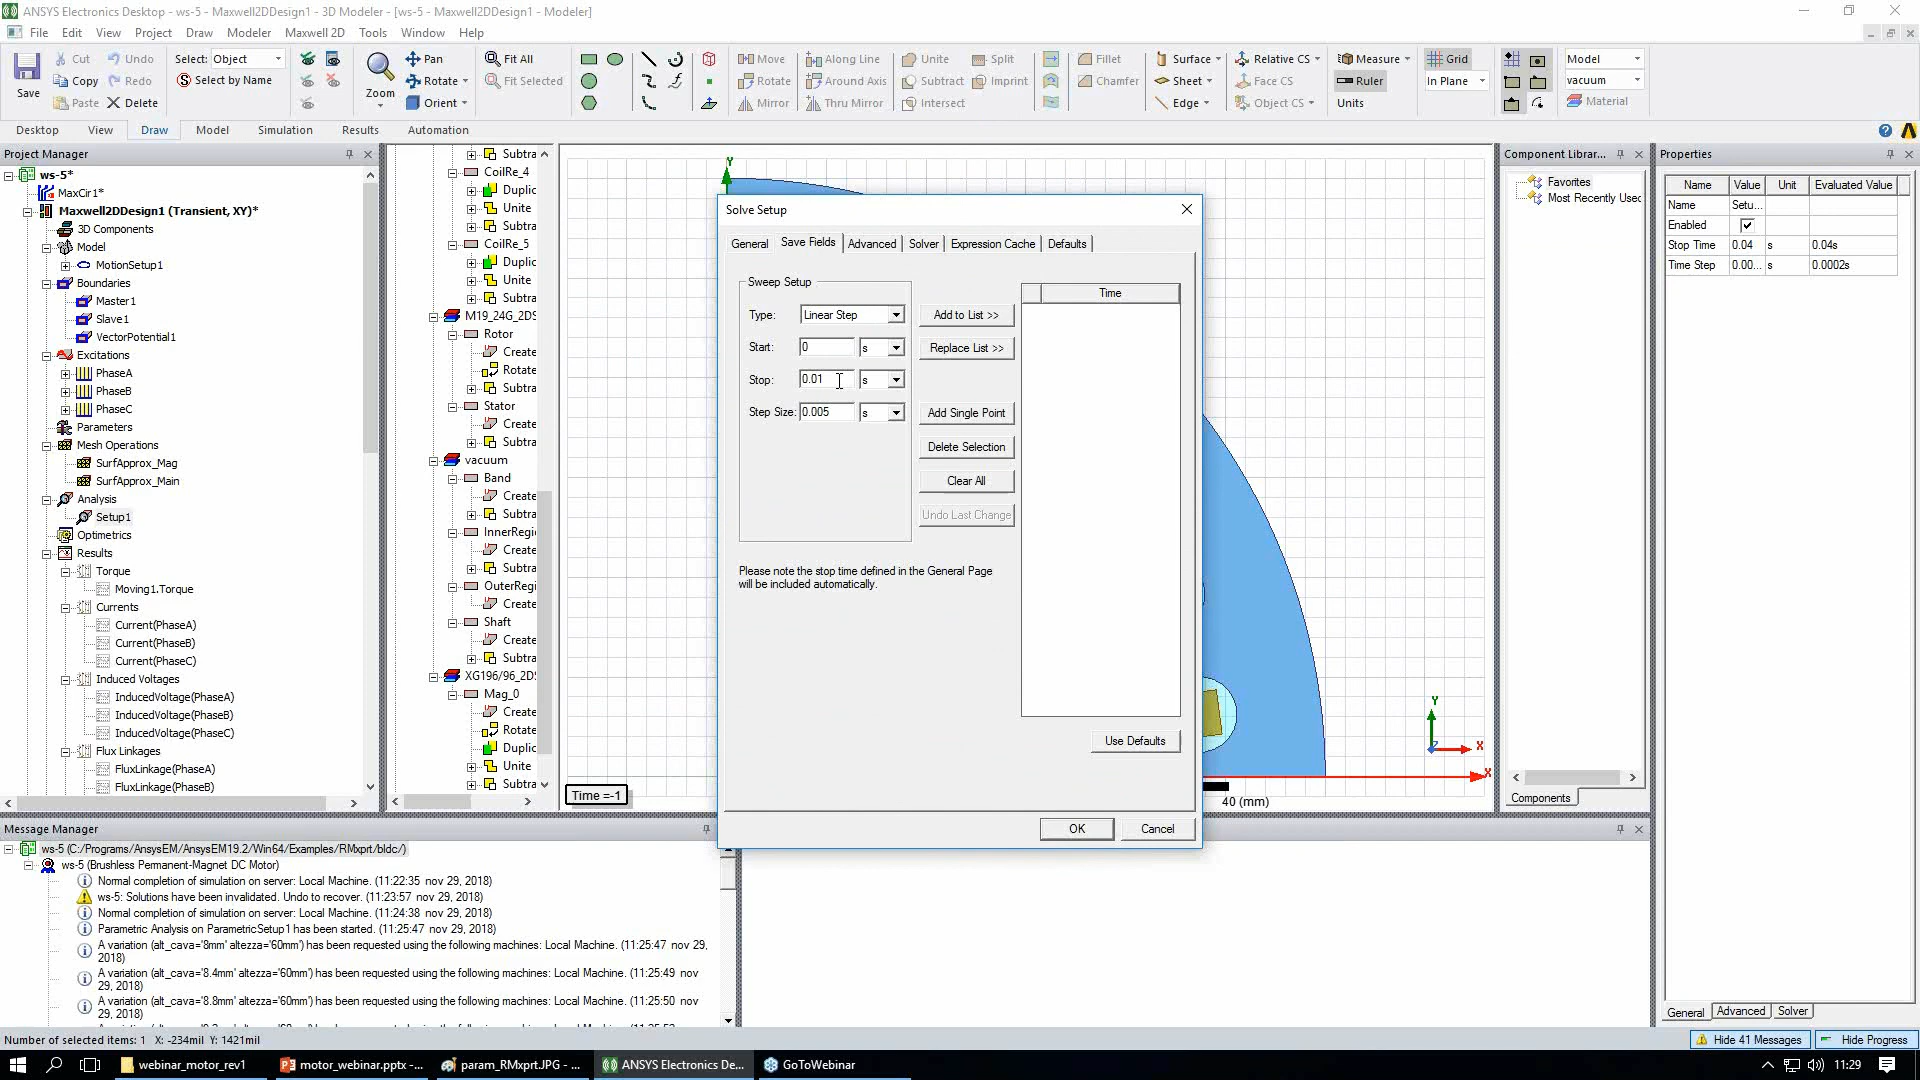 ANSYS Electronics Desktop - ws-5 - Maxwell2DDesign1 - 3D Modeler - [ws-5 - Maxwell2DDesign1 - Modeler]
File Edit View Project Draw Modeler Maxwell 2D Tools Window Help
Save
Cut Undo
Copy Redo
Paste Delete
Select: Object
Select by Name
Zoom
Pan
Rotate
Orient
Fit All
Fit Selected
Move Along Line
Rotate Around Axis
Mirror Thru Mirror
Unite Split
Subtract Imprint
Intersect
Fillet
Chamfer
Surface
Sheet
Edge
Relative CS
Face CS
Object CS
Measure
Ruler
Units
Grid
In Plane
Model
vacuum
Material
Desktop View Draw Model Simulation Results Automation
Project Manager
ws-5*
MaxCir1*
Maxwell2DDesign1 (Transient, XY)*
3D Components
Model
MotionSetup1
Boundaries
Master1
Slave1
VectorPotential1
Excitations
PhaseA
PhaseB
PhaseC
Parameters
Mesh Operations
SurfApprox_Mag
SurfApprox_Main
Analysis
Setup1
Optimetrics
Results
Torque
Moving1.Torque
Currents
Current(PhaseA)
Current(PhaseB)
Current(PhaseC)
Induced Voltages
InducedVoltage(PhaseA)
InducedVoltage(PhaseB)
InducedVoltage(PhaseC)
Flux Linkages
FluxLinkage(PhaseA)
FluxLinkage(PhaseB)
Subtra
CoilRe_4
Duplic
Unite
Subtra
CoilRe_5
Duplic
Unite
Subtra
M19_24G_2DS
Rotor
Create
Rotate
Subtra
Stator
Create
Subtra
vacuum
Band
Create
Subtra
InnerRegi
Create
Subtra
OuterRegi
Create
Shaft
Create
Subtra
XG196/96_2DS
Mag_0
Create
Rotate
Duplic
Unite
Subtra
Y
Time =-1
40 (mm)
X
Y
X
Z
Solve Setup
General Save Fields Advanced Solver Expression Cache Defaults
Sweep Setup
Type: Linear Step
Start: 0 s
Stop: 0.01 s
Step Size: 0.005 s
Add to List >>
Replace List >>
Add Single Point
Delete Selection
Clear All
Undo Last Change
Time
Please note the stop time defined in the General Page
will be included automatically.
Use Defaults
OK Cancel
Component Librar...
Favorites
Most Recently Used
Components
Properties
Name Value Unit Evaluated Value
Name Setu...
Enabled
Stop Time 0.04 s 0.04s
Time Step 0.00... s 0.0002s
General Advanced Solver
Message Manager
ws-5 (C:/Programs/AnsysEM/AnsysEM19.2/Win64/Examples/RMxprt/bldc/)
ws-5 (Brushless Permanent-Magnet DC Motor)
Normal completion of simulation on server: Local Machine. (11:22:35 nov 29, 2018)
ws-5: Solutions have been invalidated. Undo to recover. (11:23:57 nov 29, 2018)
Normal completion of simulation on server: Local Machine. (11:24:38 nov 29, 2018)
Parametric Analysis on ParametricSetup1 has been started. (11:25:47 nov 29, 2018)
A variation (alt_cava='8mm' altezza='60mm') has been requested using the following machines: Local Machine. (11:25:47 nov 29,
2018)
A variation (alt_cava='8.4mm' altezza='60mm') has been requested using the following machines: Local Machine. (11:25:49 nov
29, 2018)
A variation (alt_cava='8.8mm' altezza='60mm') has been requested using the following machines: Local Machine. (11:25:50 nov
29, 2018)
Number of selected items: 1 X: -234mil Y: 1421mil
Hide 41 Messages Hide Progress
webinar_motor_rev1
motor_webinar.pptx -...
param_RMxprt.JPG - ...
ANSYS Electronics De...
GoToWebinar
11:29